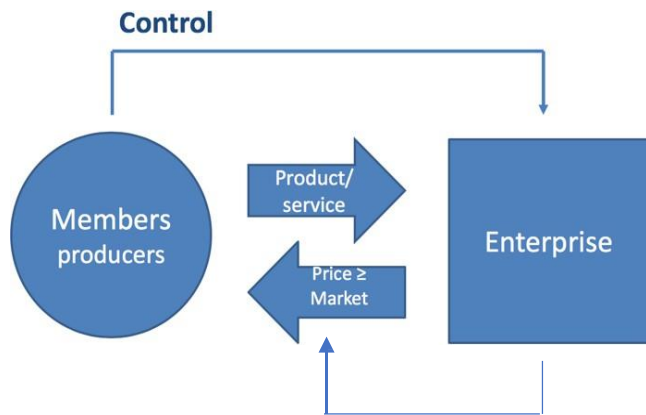 Control
Members
producers
Product/
service
Price ≥
Market
Enterprise